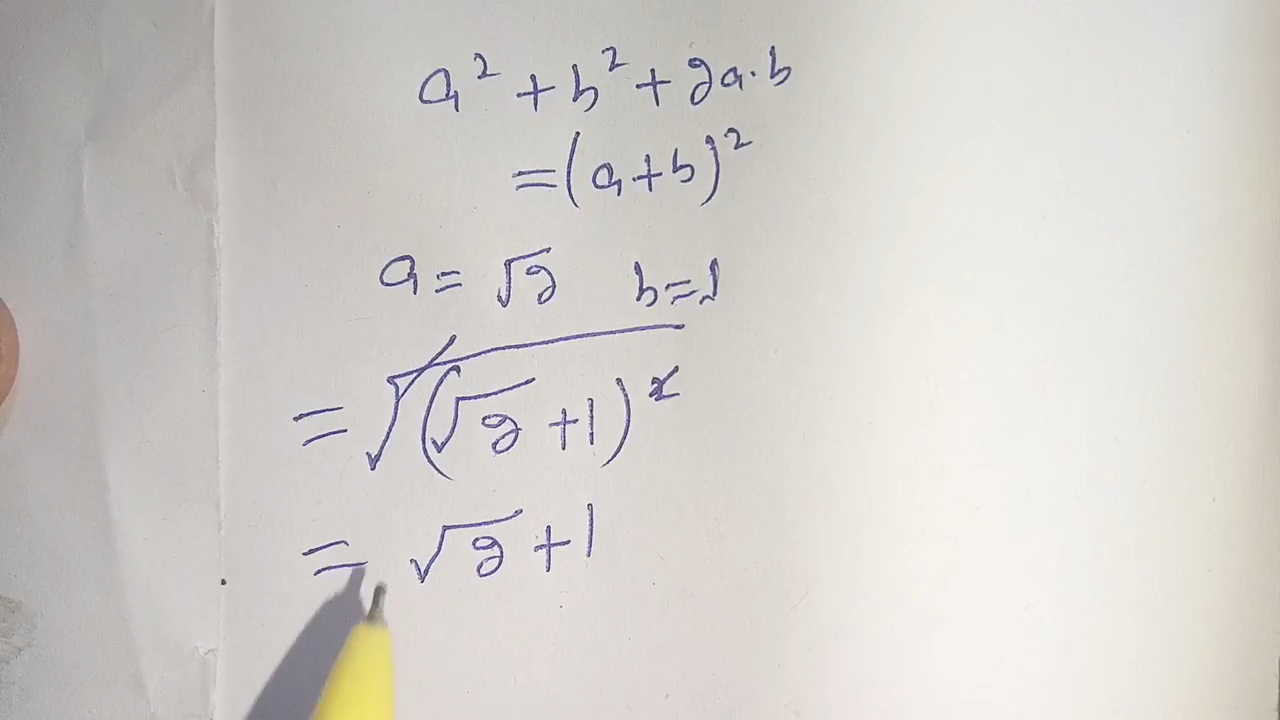 a² + b² + 2a·b
= (a+b)²
a = √2 b = 1
= √(√2 + 1)²
= √2 + 1